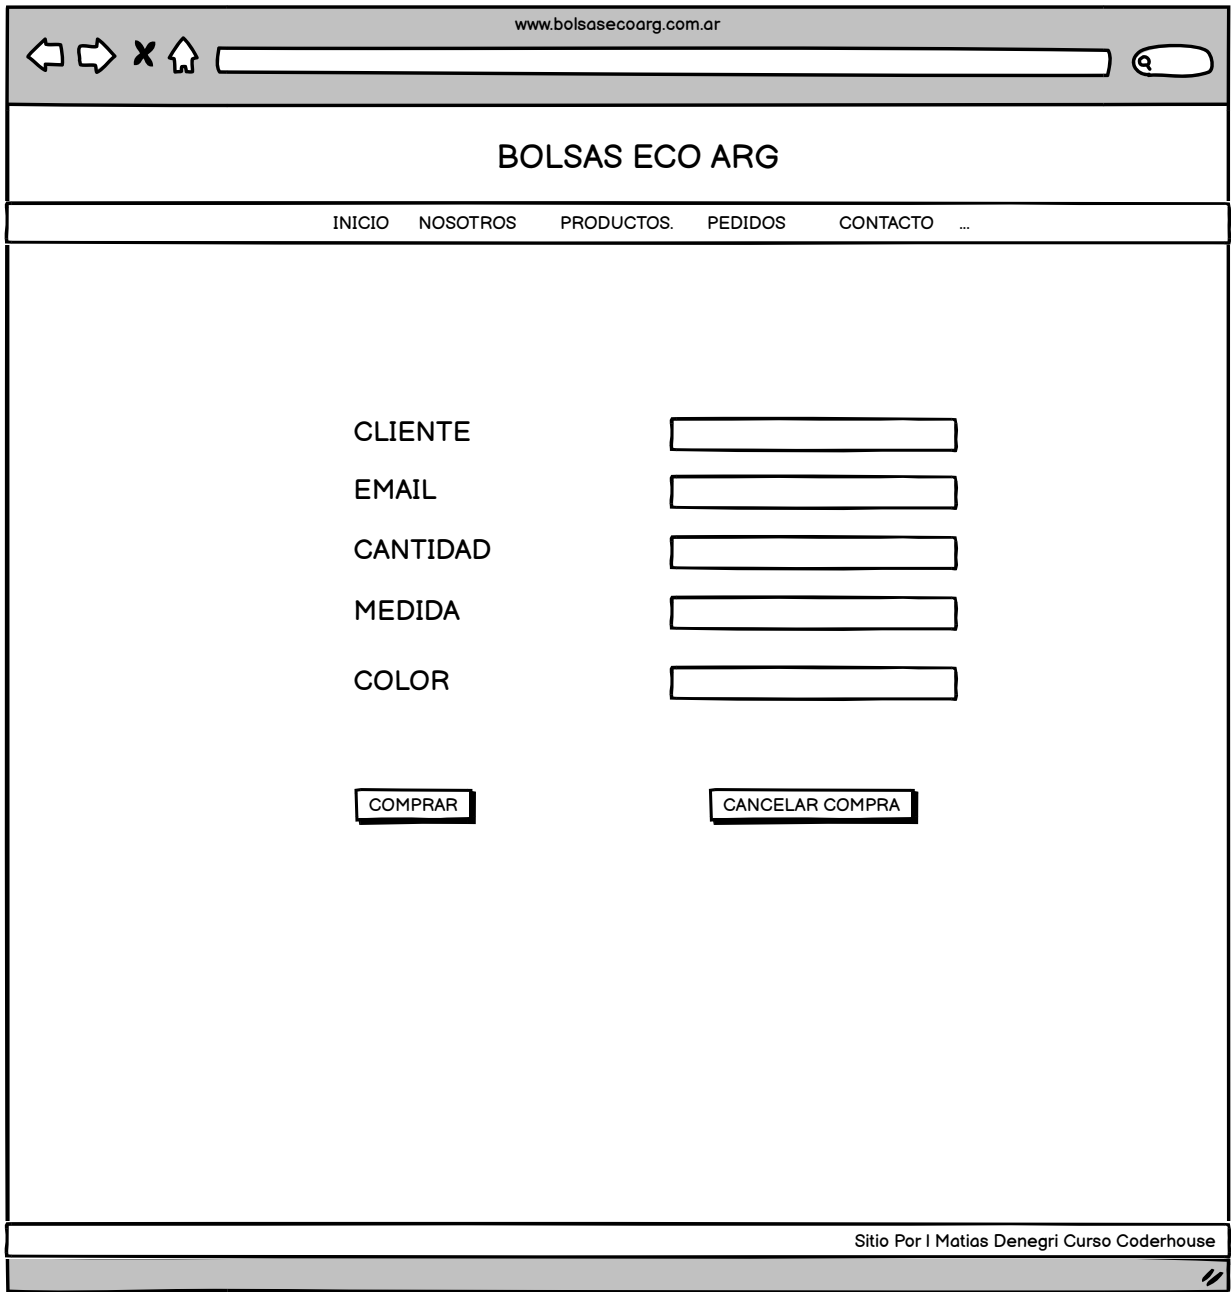 www.bolsasecoarg.com.ar
BOLSAS ECO ARG
INICIO NOSOTROS PRODUCTOS. PEDIDOS CONTACTO ...
CLIENTE
EMAIL
CANTIDAD
MEDIDA
COLOR
COMPRAR CANCELAR COMPRA
Sitio Por I Matias Denegri Curso Coderhouse